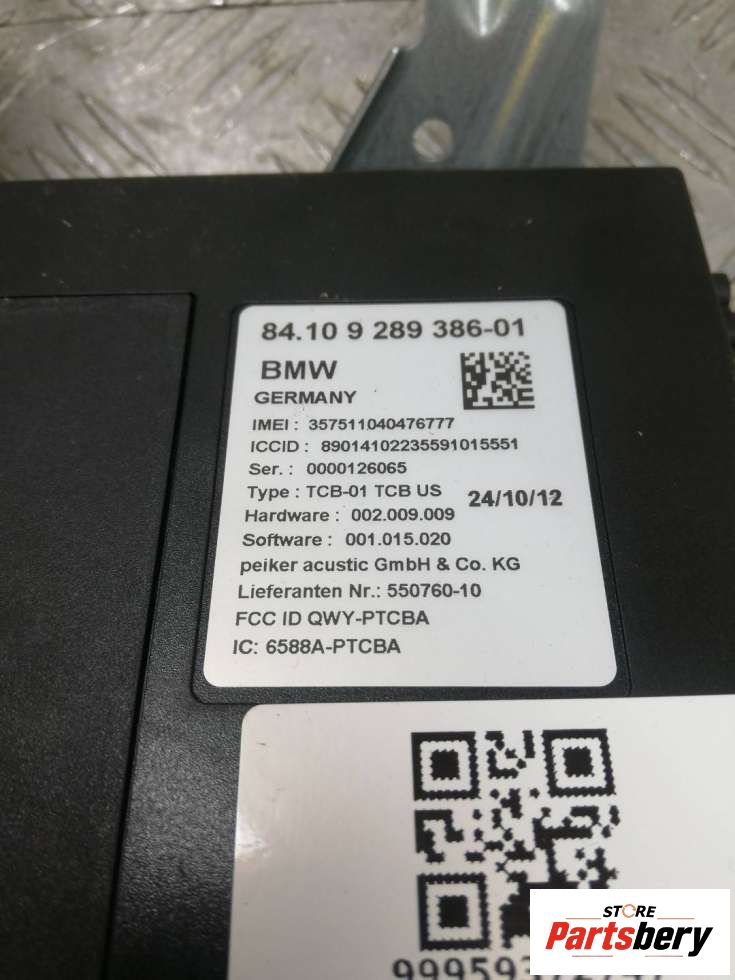 84.10 9 289 386-01
BMW
GERMANY
IMEI : 357511040476777
ICCID : 89014102235591015551
Ser. : 0000126065
Type : TCB-01 TCB US 24/10/12
Hardware : 002.009.009
Software : 001.015.020
peiker acustic GmbH & Co. KG
Lieferanten Nr.: 550760-10
FCC ID QWY-PTCBA
IC: 6588A-PTCBA
STORE
Partsbery